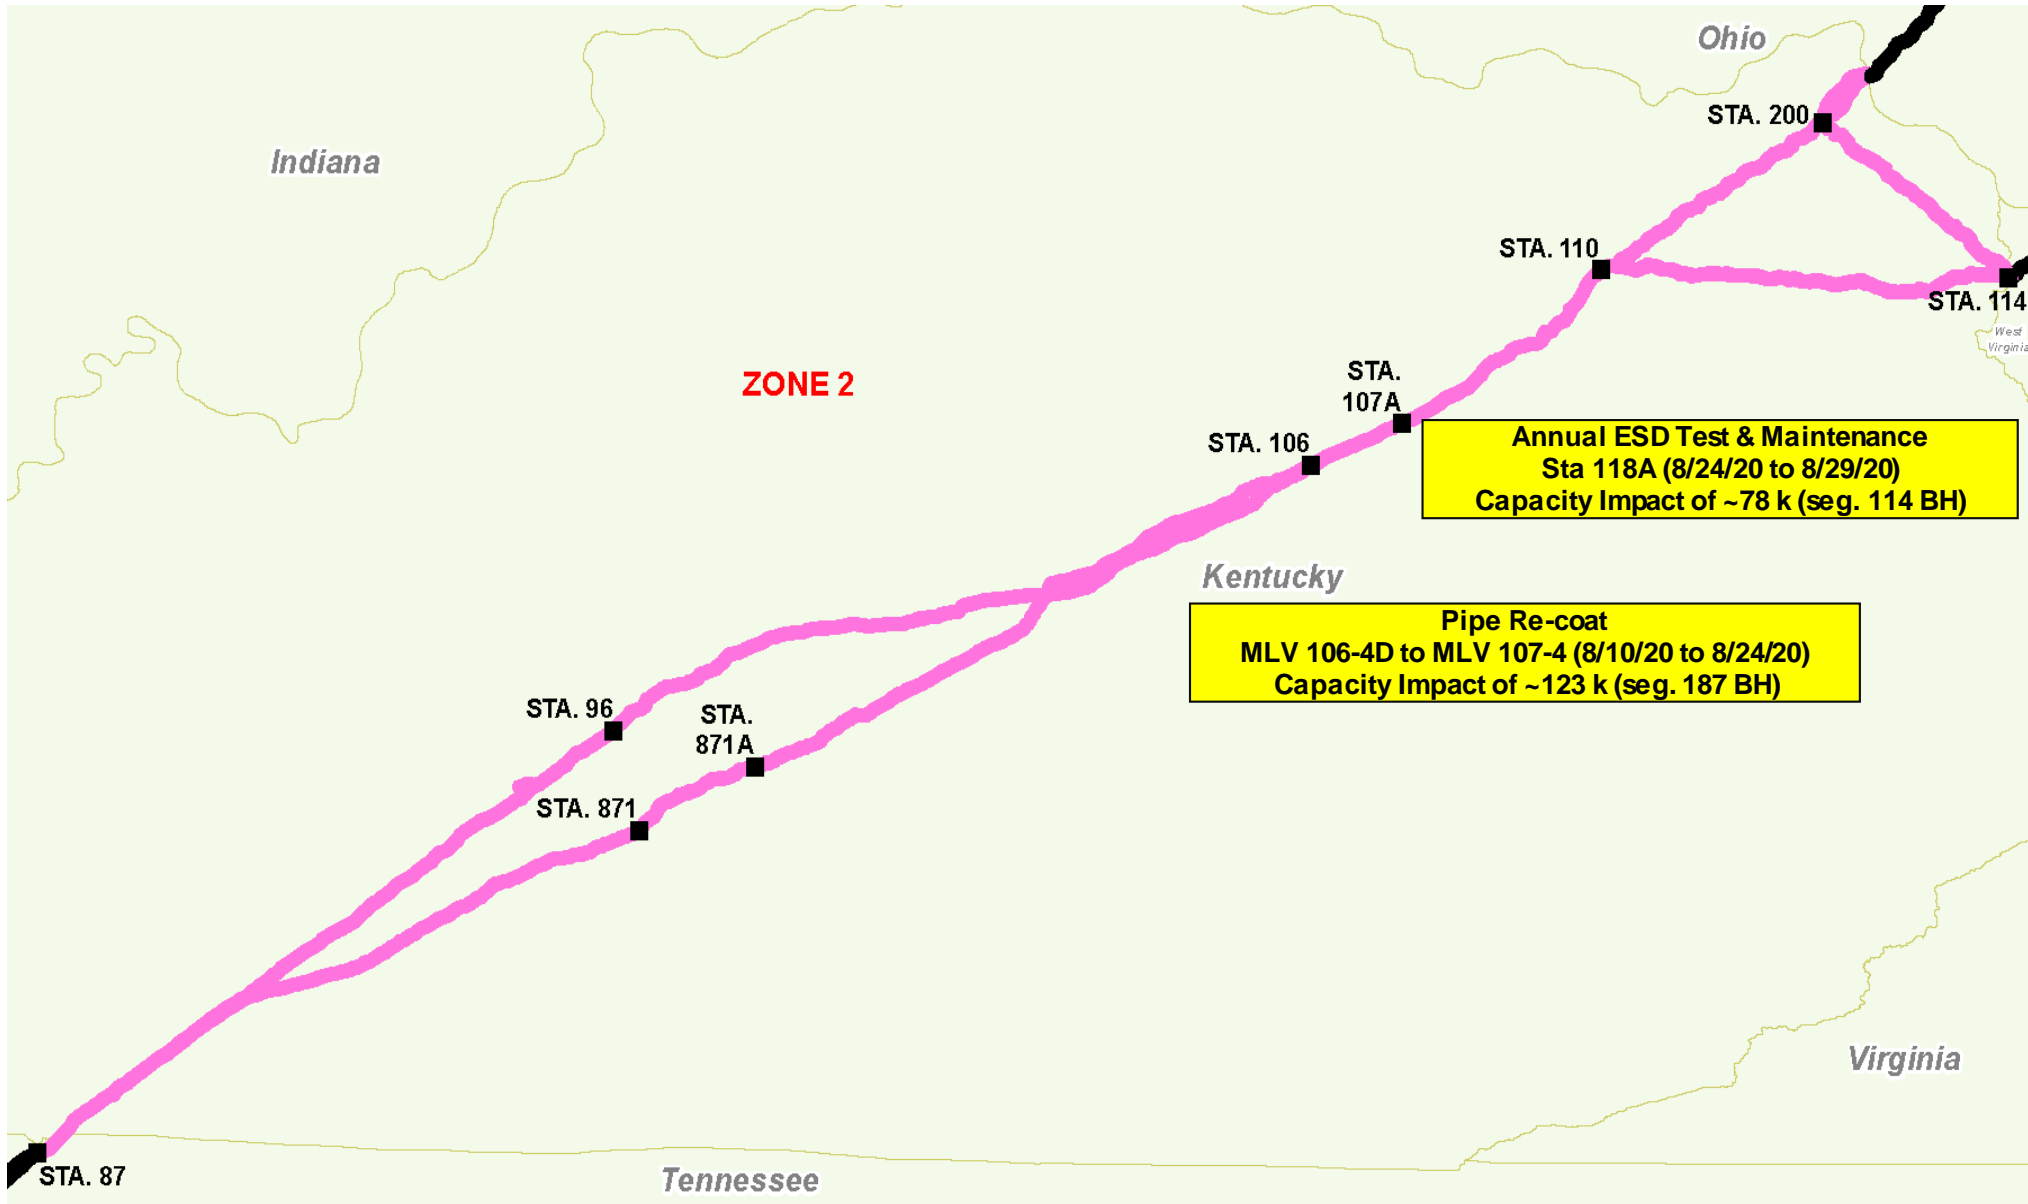 Ohio
STA. 200
Indiana
STA. 110
STA. 114
West
Virginia
STA.
107A
ZONE 2
STA. 106
Annual ESD Test & Maintenance
Sta 118A (8/24/20 to 8/29/20)
Capacity Impact of ~78 k (seg. 114 BH)
Kentucky
Pipe Re-coat
MLV 106-4D to MLV 107-4 (8/10/20 to 8/24/20)
Capacity Impact of ~123 k (seg. 187 BH)
STA. 96
STA.
871A
STA. 871
Virginia
STA. 87
Tennessee